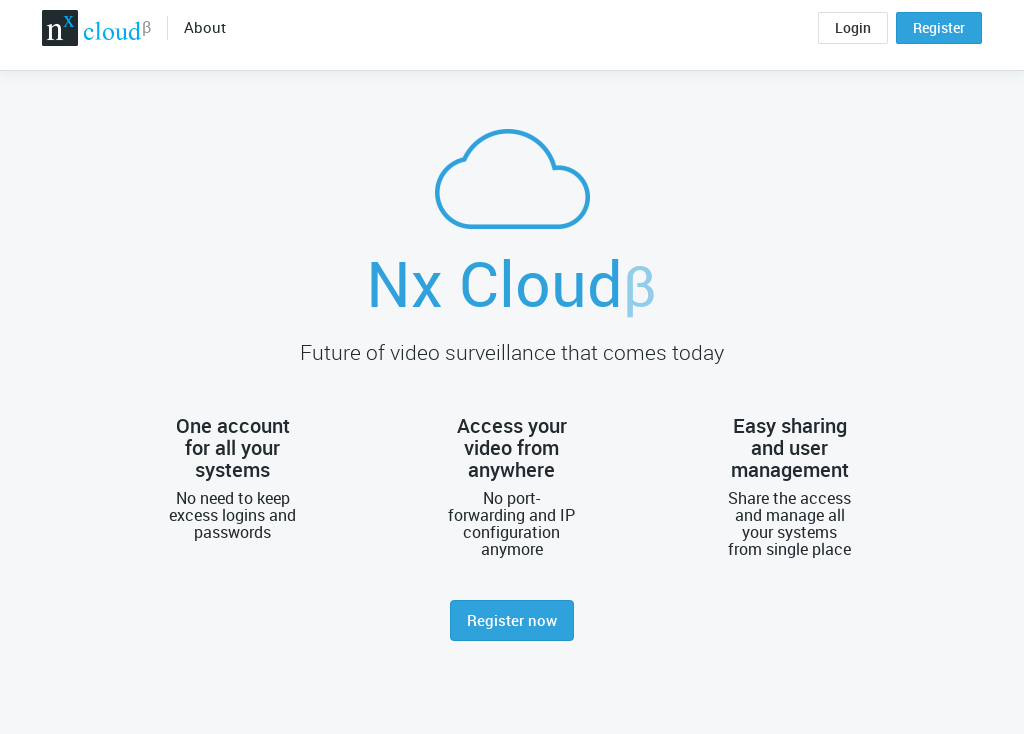 nx cloudβ About Login Register
Nx Cloudβ
Future of video surveillance that comes today
One account
for all your
systems
No need to keep
excess logins and
passwords
Access your
video from
anywhere
No port-
forwarding and IP
configuration
anymore
Easy sharing
and user
management
Share the access
and manage all
your systems
from single place
Register now